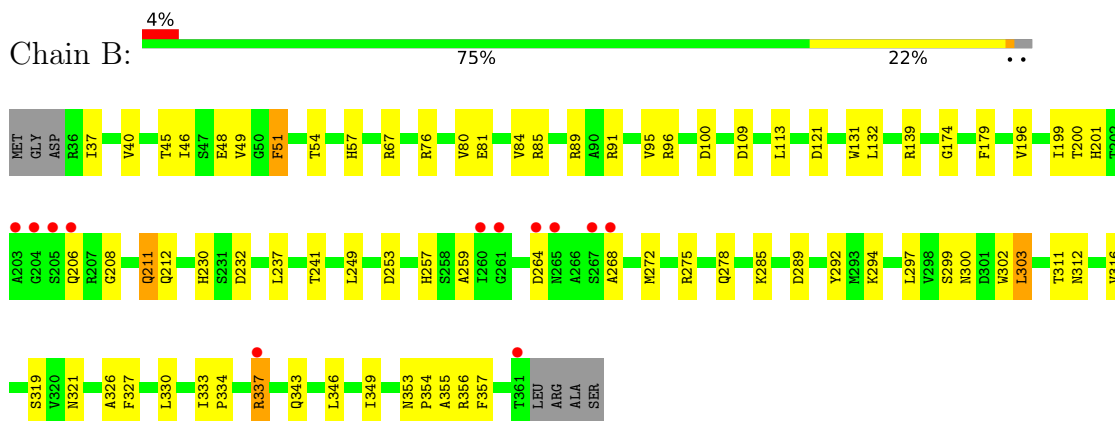 4%
Chain B:
75% 22% • •
MET GLY ASP R36 I37 V40 T45 I46 S47 E48 V49 G50 F51 T54 H57 R67 R76 V80 E81 V84 R85 R89 A90 R91 V95 R96 D100 D109 L113 D121 W131 L132 R139 G174 F179 V196 I199 T200 H201 T202
A203 G204 S205 Q206 R207 G208 Q211 Q212 H230 S231 D232 L237 T241 L249 D253 H257 S258 A259 I260 G261 D264 N265 A266 S267 A268 M272 R275 Q278 K285 D289 Y292 M293 K294 L297 V298 S299 N300 D301 W302 L303 T311 N312 V316
S319 V320 N321 A326 F327 L330 I333 P334 R337 Q343 L346 I349 N353 P354 A355 R356 F357 T361 LEU ARG ALA SER